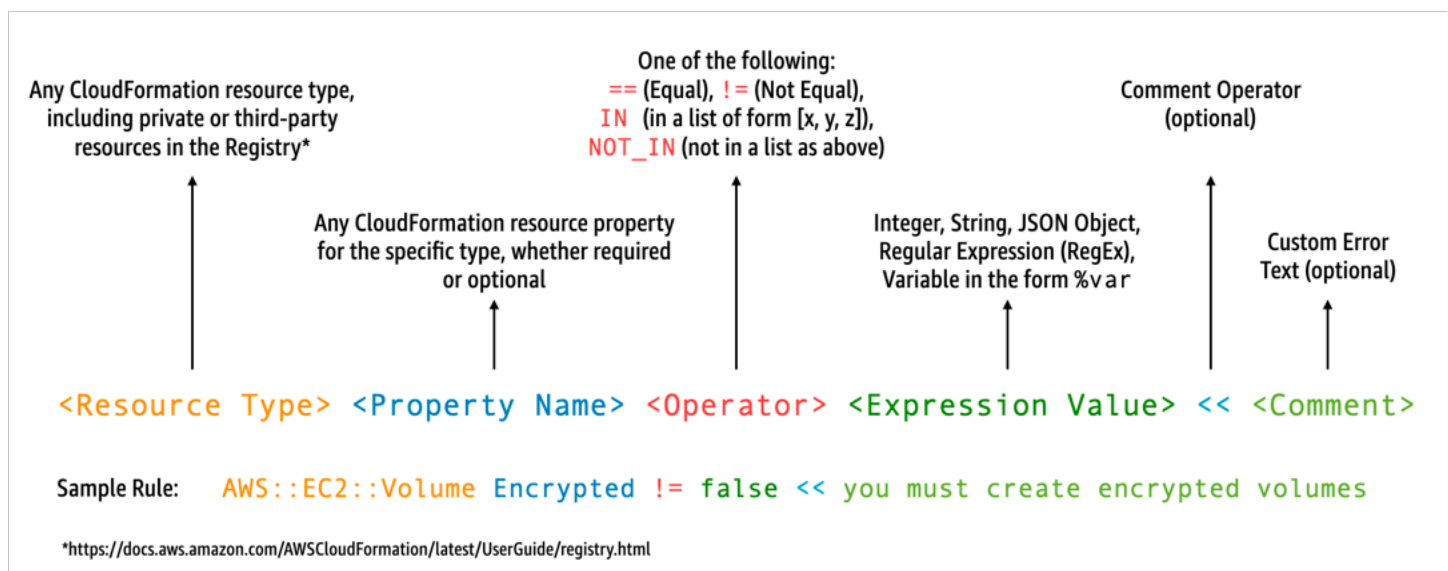 Any CloudFormation resource type,
including private or third-party
resources in the Registry*
One of the following:
== (Equal), != (Not Equal),
IN (in a list of form [x, y, z]),
NOT_IN (not in a list as above)
Comment Operator
(optional)
Any CloudFormation resource property
for the specific type, whether required
or optional
Integer, String, JSON Object,
Regular Expression (RegEx),
Variable in the form %var
Custom Error
Text (optional)
<Resource Type> <Property Name> <Operator> <Expression Value> << <Comment>
Sample Rule: AWS::EC2::Volume Encrypted != false << you must create encrypted volumes
*https://docs.aws.amazon.com/AWSCloudFormation/latest/UserGuide/registry.html